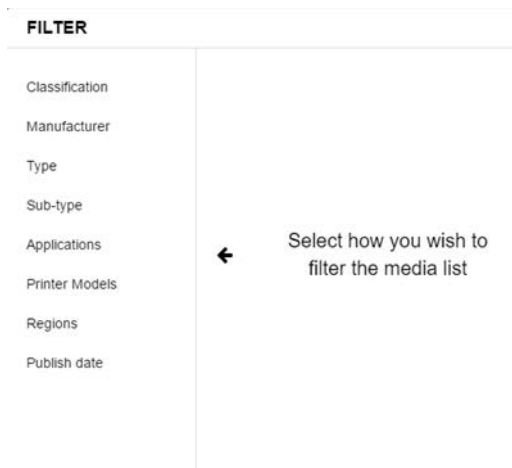 FILTER
Classification
Manufacturer
Type
Sub-type
Applications
Printer Models
Regions
Publish date
Select how you wish to
filter the media list